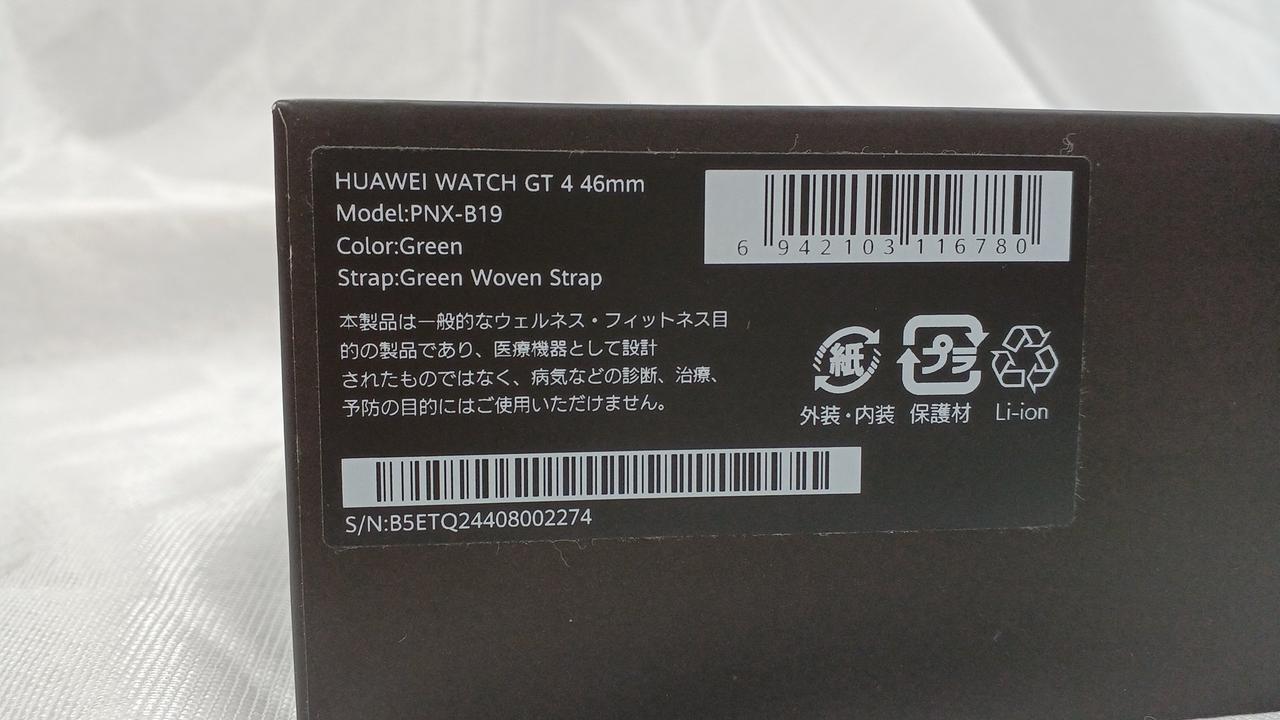 HUAWEI WATCH GT 4 46mm
Model:PNX-B19
Color:Green
Strap:Green Woven Strap
6 942103 116780
本製品は一般的なウェルネス・フィットネス目
的の製品であり、医療機器として設計
されたものではなく、病気などの診断、治療、
予防の目的にはご使用いただけません。
紙
プラ
外装・内装
保護材
Li-ion
S/N:B5ETQ24408002274